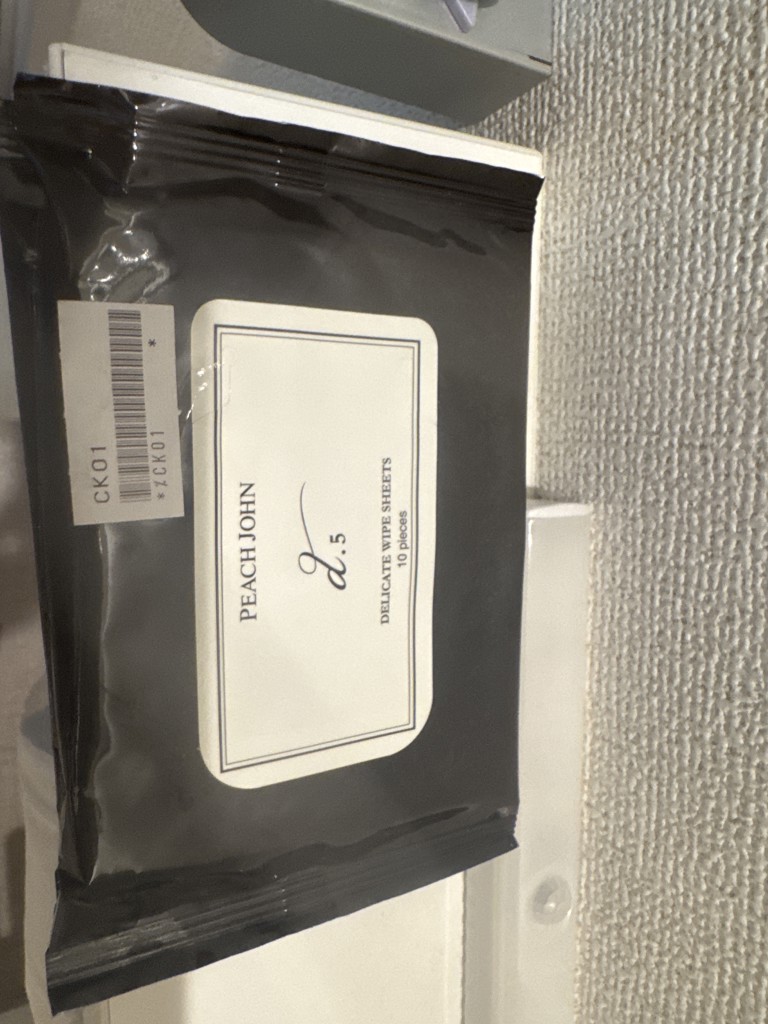 CK01
*%CK01 *
PEACH JOHN
d.5
DELICATE WIPE SHEETS
10 pieces